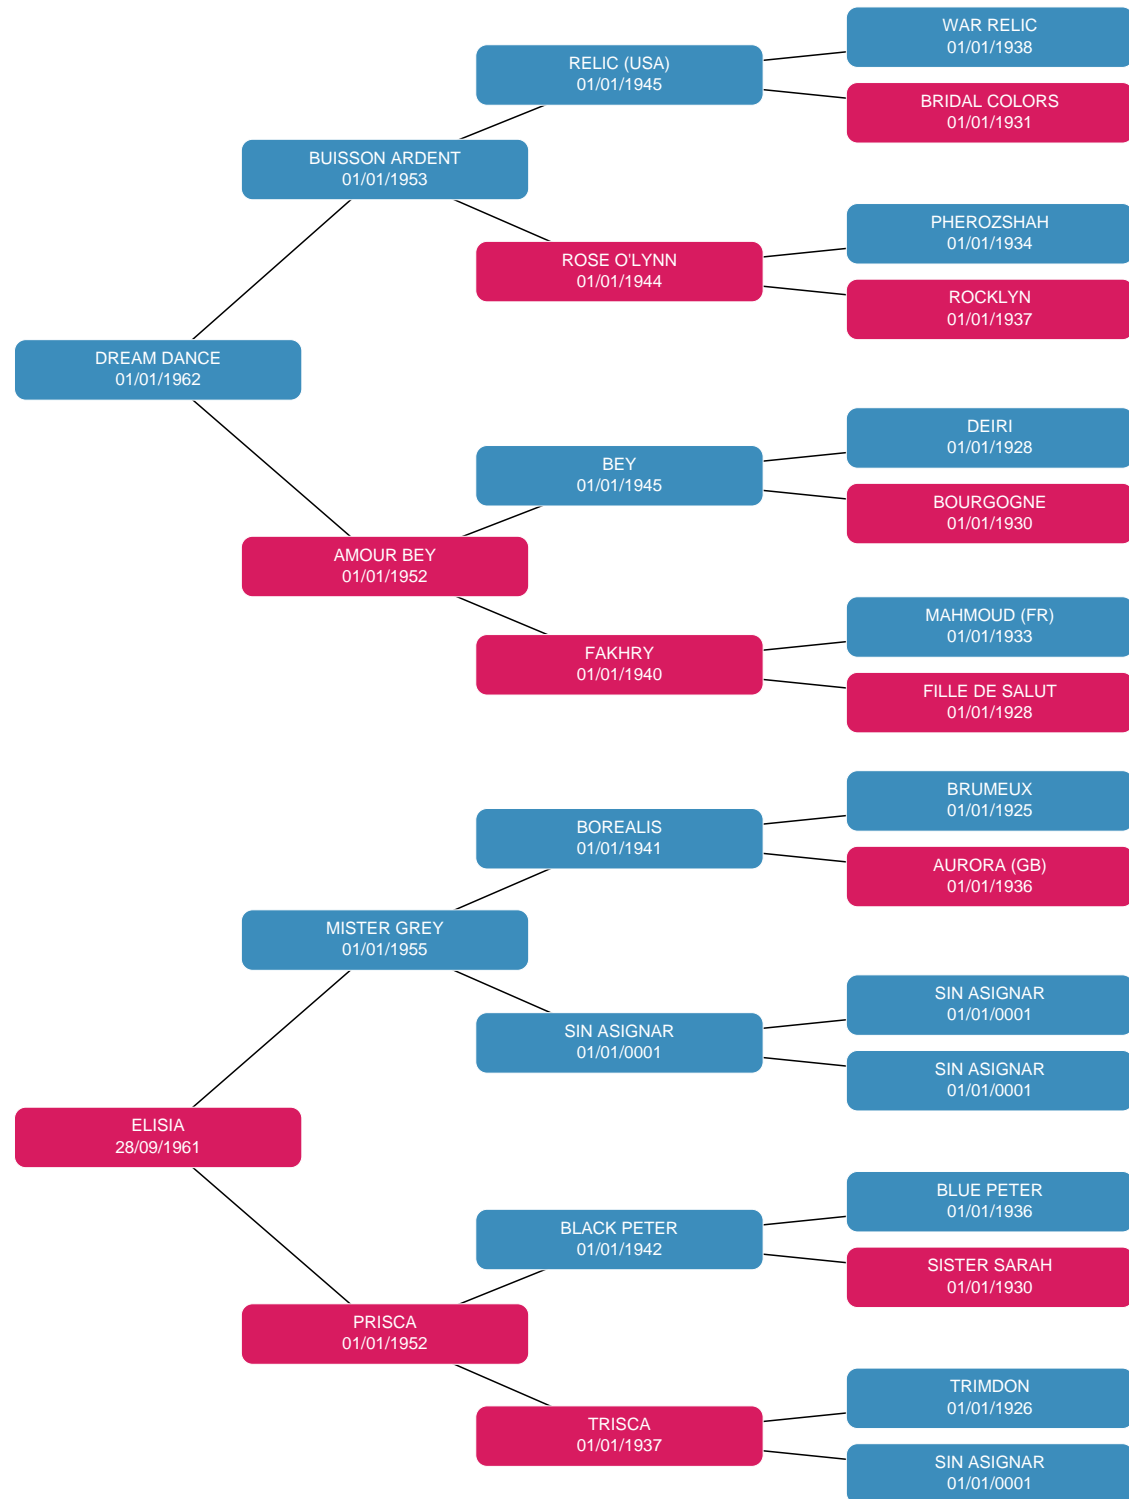 WAR RELIC
01/01/1938
RELIC (USA)
01/01/1945
BRIDAL COLORS
01/01/1931
BUISSON ARDENT
01/01/1953
PHEROZSHAH
01/01/1934
ROSE O'LYNN
01/01/1944
ROCKLYN
01/01/1937
DREAM DANCE
01/01/1962
DEIRI
01/01/1928
BEY
01/01/1945
BOURGOGNE
01/01/1930
AMOUR BEY
01/01/1952
MAHMOUD (FR)
01/01/1933
FAKHRY
01/01/1940
FILLE DE SALUT
01/01/1928
BRUMEUX
01/01/1925
BOREALIS
01/01/1941
AURORA (GB)
01/01/1936
MISTER GREY
01/01/1955
SIN ASIGNAR
01/01/0001
SIN ASIGNAR
01/01/0001
SIN ASIGNAR
01/01/0001
ELISIA
28/09/1961
BLUE PETER
01/01/1936
BLACK PETER
01/01/1942
SISTER SARAH
01/01/1930
PRISCA
01/01/1952
TRIMDON
01/01/1926
TRISCA
01/01/1937
SIN ASIGNAR
01/01/0001